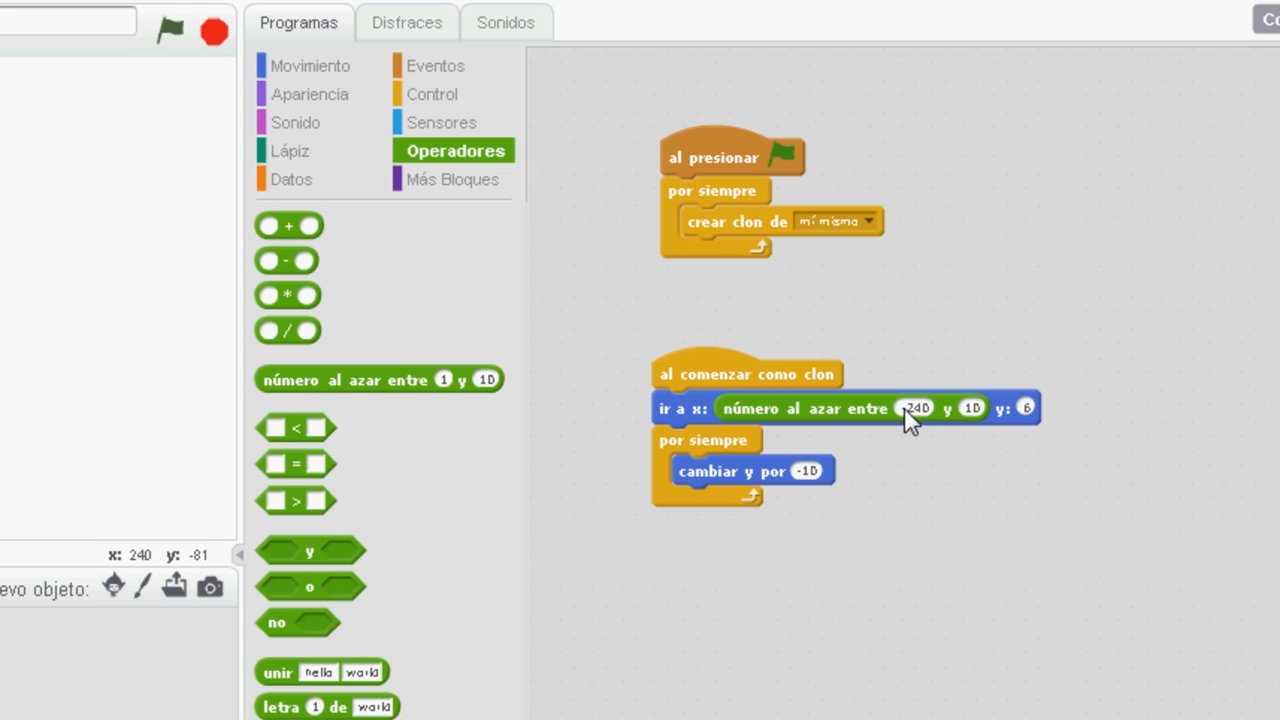 Programas Disfraces Sonidos
Co
Movimiento Eventos
Apariencia Control
Sonido Sensores
Lápiz Operadores
Datos Más Bloques
+
-
*
/
número al azar entre 1 y 10
<
=
>
y
o
no
unir hello world
letra 1 de world
al presionar
por siempre
crear clon de mí mismo
al comenzar como clon
ir a x: número al azar entre -240 y 10 y: 6
por siempre
cambiar y por -10
x: 240 y: -81
evo objeto: